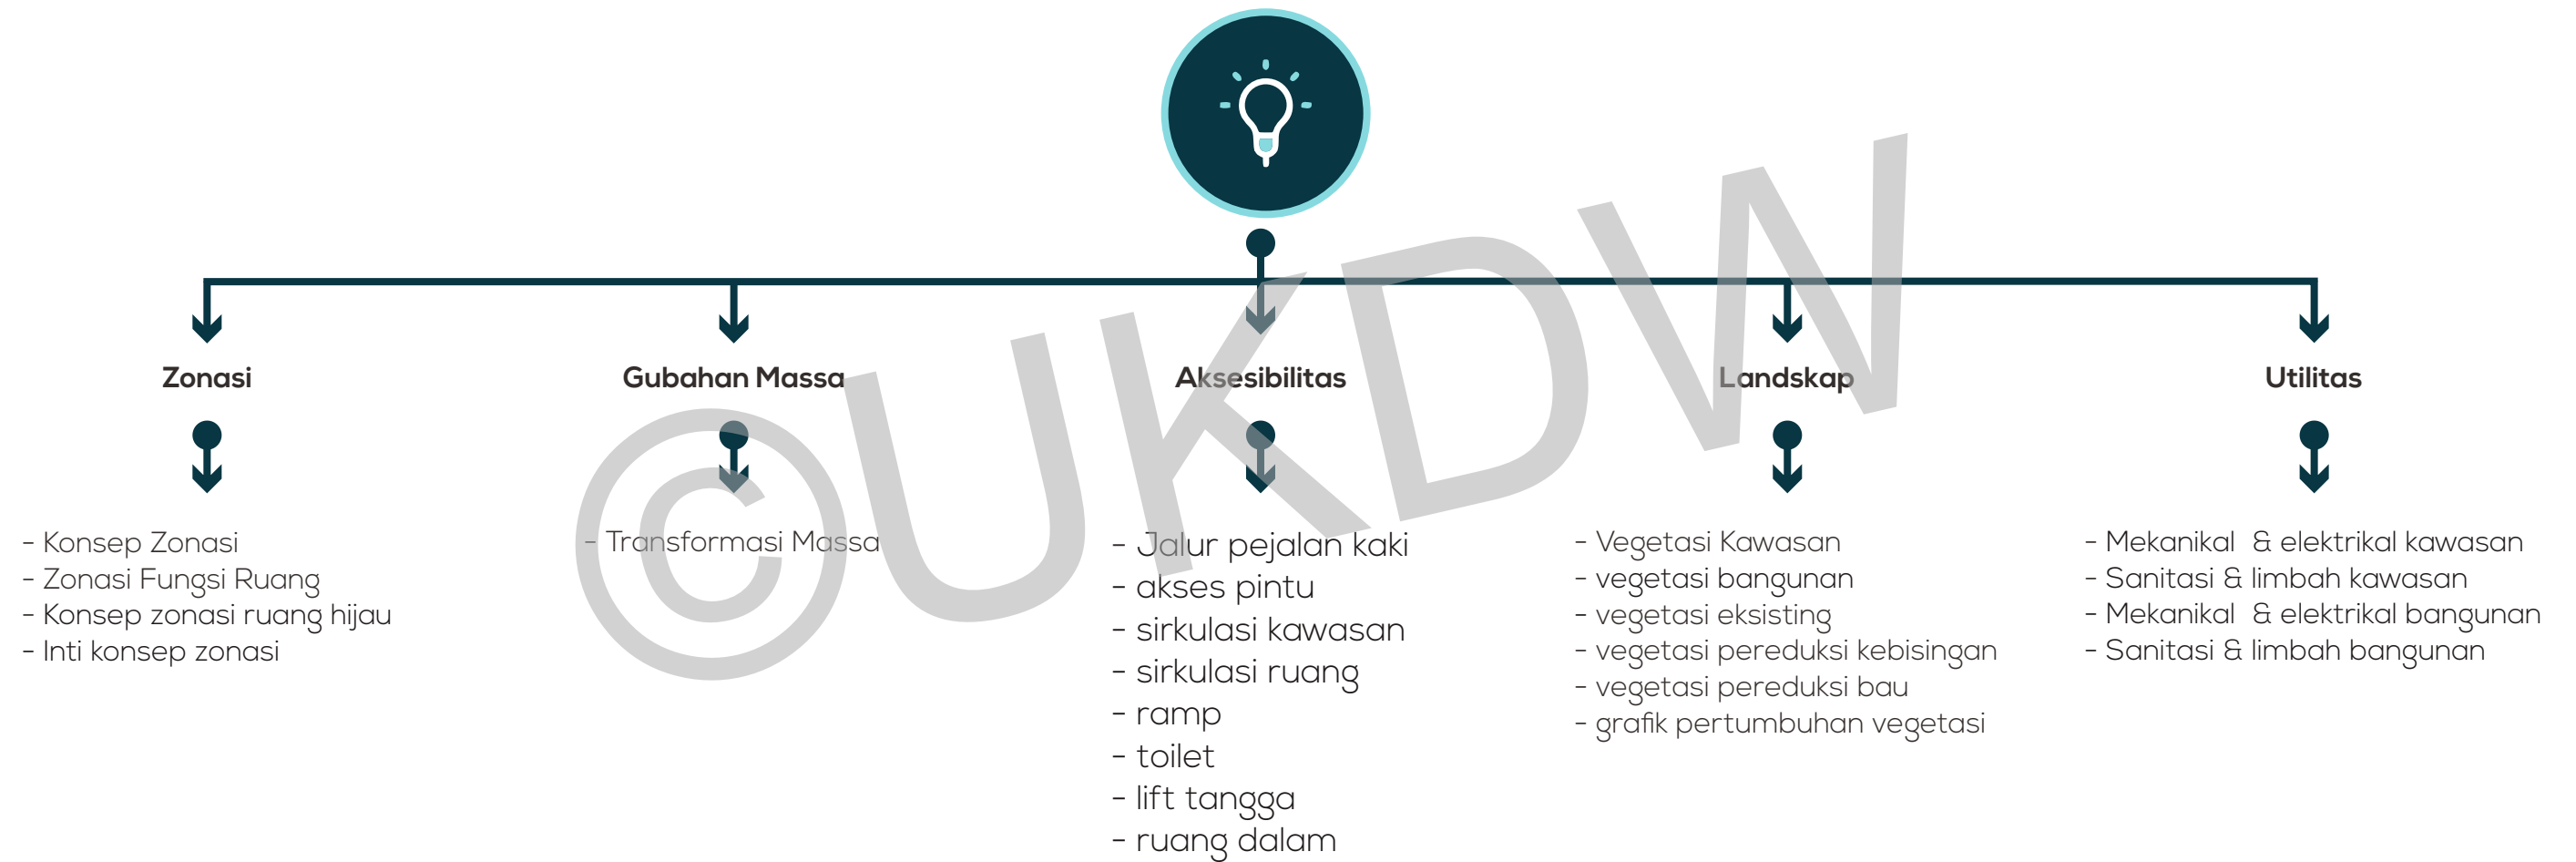 Zonasi
- Konsep Zonasi
- Zonasi Fungsi Ruang
- Konsep zonasi ruang hijau
- Inti konsep zonasi
Gubahan Massa
- Transformasi Massa
Aksesibilitas
- Jalur pejalan kaki
- akses pintu
- sirkulasi kawasan
- sirkulasi ruang
- ramp
- toilet
- lift tangga
- ruang dalam
Landskap
- Vegetasi Kawasan
- vegetasi bangunan
- vegetasi eksisting
- vegetasi pereduksi kebisingan
- vegetasi pereduksi bau
- grafik pertumbuhan vegetasi
Utilitas
- Mekanikal & elektrikal kawasan
- Sanitasi & limbah kawasan
- Mekanikal & elektrikal bangunan
- Sanitasi & limbah bangunan
©UKDW